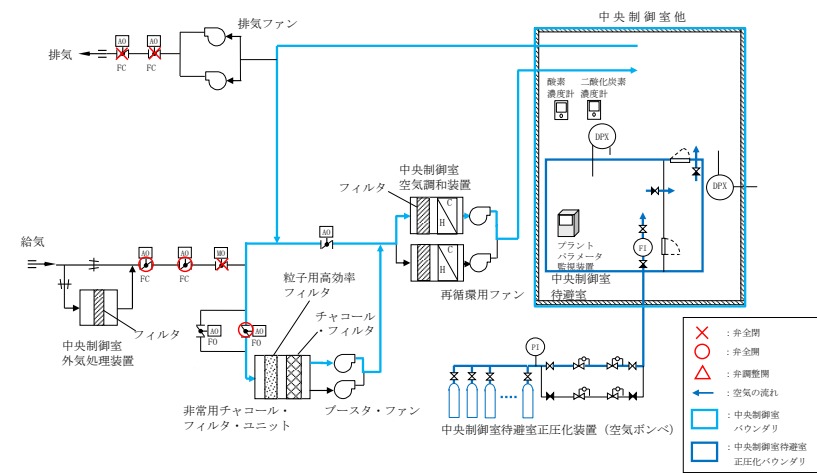 中央制御室他
排気ファン
排気
AO
AO
FC
FC
酸素
濃度計
二酸化炭素
濃度計
DPX
DPX
中央制御室
空気調和装置
フィルタ
C
H
C
H
再循環用ファン
プラント
パラメータ
監視装置
FI
中央制御室
待避室
給気
AO
AO
MO
FC
FC
AO
フィルタ
中央制御室
外気処理装置
粒子用高効率
フィルタ
チャコール
・フィルタ
AO
FO
AO
FO
非常用チャコール・
フィルタ・ユニット
ブースタ・ファン
PI
中央制御室待避室正圧化装置（空気ボンベ）
：弁全閉
：弁全開
：弁調整開
：空気の流れ
：中央制御室
バウンダリ
：中央制御室待避室
正圧化バウンダリ